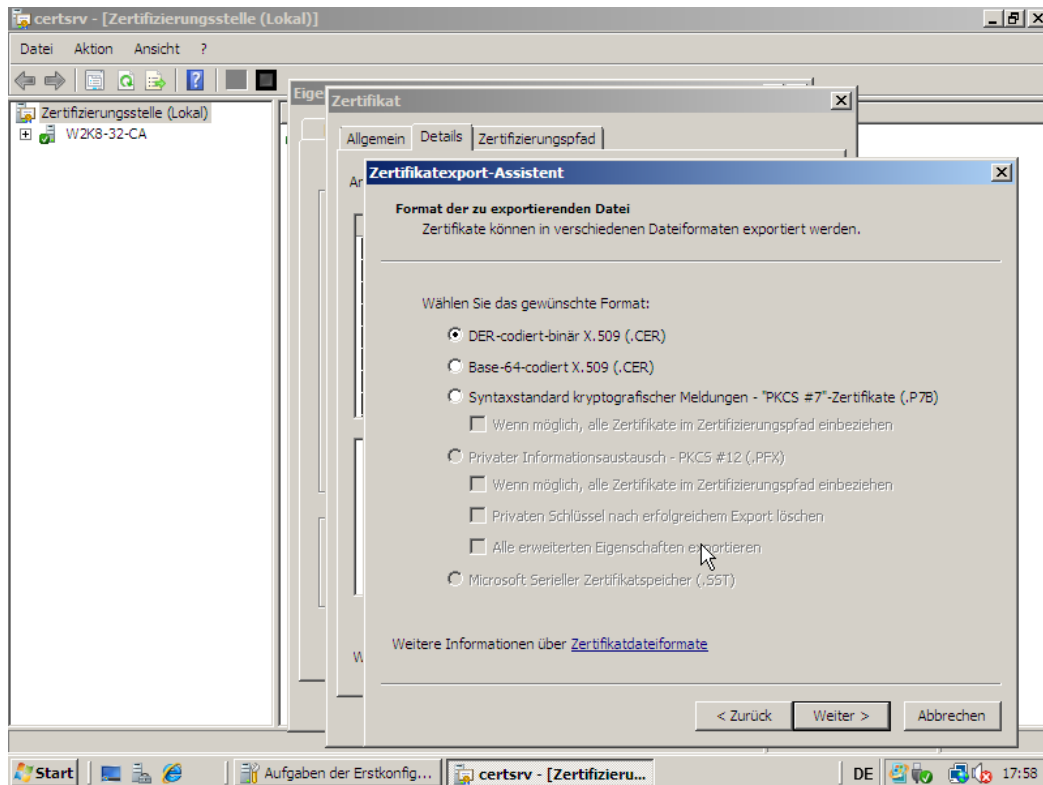 certsrv - [Zertifizierungsstelle (Lokal)]
Datei Aktion Ansicht ?
Zertifizierungsstelle (Lokal)
W2K8-32-CA
Eige
Zertifikat
Allgemein Details Zertifizierungspfad
Ar
Zertifikatexport-Assistent
Format der zu exportierenden Datei
Zertifikate können in verschiedenen Dateiformaten exportiert werden.
Wählen Sie das gewünschte Format:
DER-codiert-binär X.509 (.CER)
Base-64-codiert X.509 (.CER)
Syntaxstandard kryptografischer Meldungen - "PKCS #7"-Zertifikate (.P7B)
Wenn möglich, alle Zertifikate im Zertifizierungspfad einbeziehen
Privater Informationsaustausch - PKCS #12 (.PFX)
Wenn möglich, alle Zertifikate im Zertifizierungspfad einbeziehen
Privaten Schlüssel nach erfolgreichem Export löschen
Alle erweiterten Eigenschaften exportieren
Microsoft Serieller Zertifikatspeicher (.SST)
Weitere Informationen über Zertifikatdateiformate
W
< Zurück Weiter > Abbrechen
Start Aufgaben der Erstkonfig... certsrv - [Zertifizieru... DE 17:58